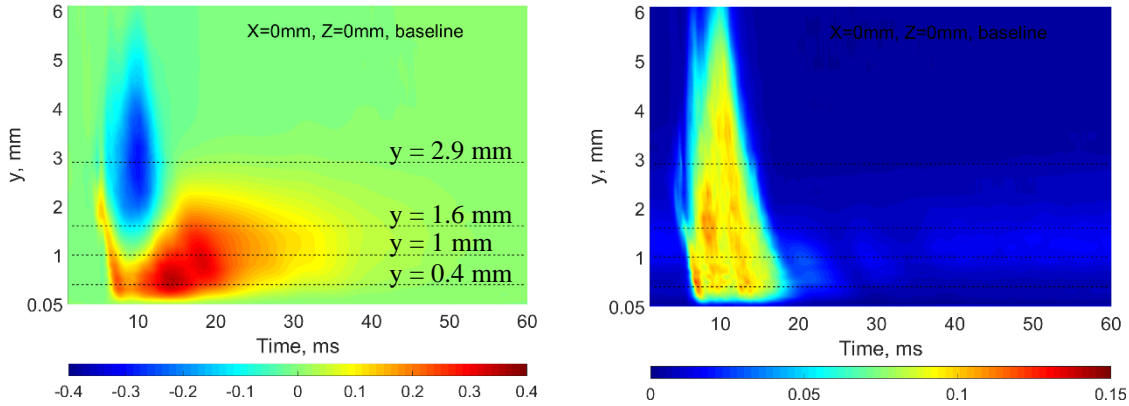 6
X=0mm, Z=0mm, baseline
5
4
y, mm
3
y = 2.9 mm
2
y = 1.6 mm
1
y = 1 mm
y = 0.4 mm
0.05
10 20 30 40 50 60
Time, ms
-0.4 -0.3 -0.2 -0.1 0 0.1 0.2 0.3 0.4
6
X=0mm, Z=0mm, baseline
5
4
y, mm
3
2
1
0.05
10 20 30 40 50 60
Time, ms
0 0.05 0.1 0.15